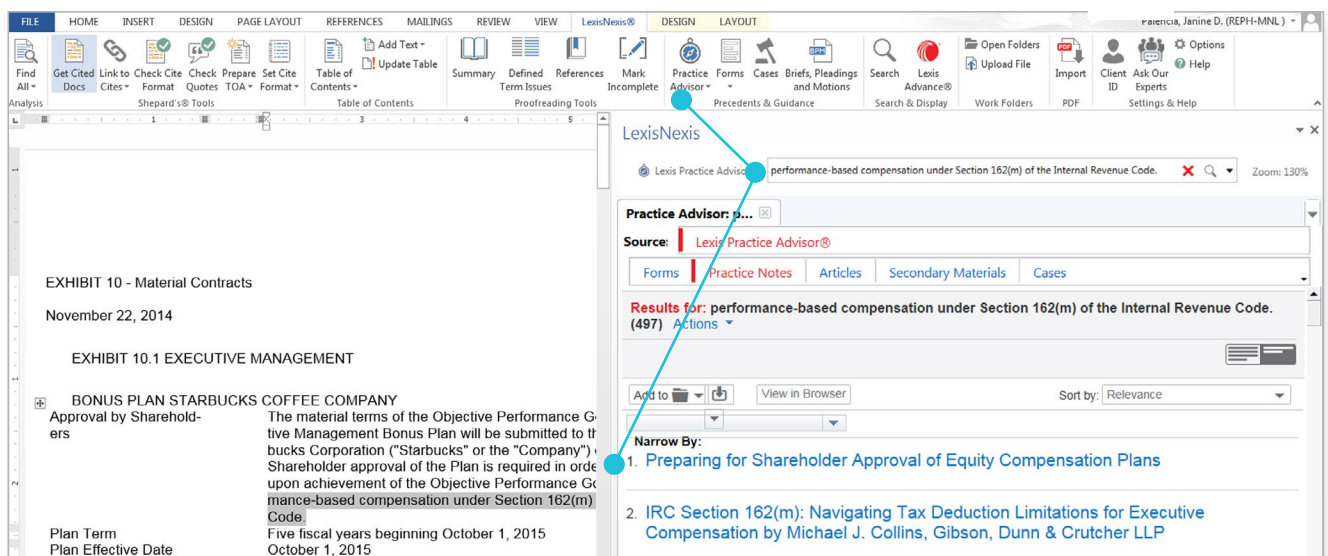 Palencia, Janine D. (REPH-MNL )
FILE HOME INSERT DESIGN PAGE LAYOUT REFERENCES MAILINGS REVIEW VIEW LexisNexis® DESIGN LAYOUT
Find All
Get Cited Docs
Link to Cites
Check Cite Format
Check Quotes
Prepare TOA
Set Cite Format
Table of Contents
Add Text
Update Table
Summary
Defined Term Issues
References
Mark Incomplete
Practice Advisor
Forms
Cases
BPM
Briefs, Pleadings and Motions
Search
Lexis Advance®
Open Folders
Upload File
PDF
Import
Client ID
Ask Our Experts
Options
Help
Analysis Shepard's® Tools Table of Contents Proofreading Tools Precedents & Guidance Search & Display Work Folders PDF Settings & Help
1 3 4 5
LexisNexis
Lexis Practice performance-based compensation under Section 162(m) of the Internal Revenue Code. Zoom: 130%
Practice Advisor: p...
Source: Lexis Practice Advisor®
Forms Practice Notes Articles Secondary Materials Cases
Results for: performance-based compensation under Section 162(m) of the Internal Revenue Code.
(497) Actions
Add to View in Browser Sort by: Relevance
Narrow By:
1. Preparing for Shareholder Approval of Equity Compensation Plans
2. IRC Section 162(m): Navigating Tax Deduction Limitations for Executive
Compensation by Michael J. Collins, Gibson, Dunn & Crutcher LLP
EXHIBIT 10 - Material Contracts
November 22, 2014
EXHIBIT 10.1 EXECUTIVE MANAGEMENT
BONUS PLAN STARBUCKS COFFEE COMPANY
Approval by Sharehold- The material terms of the Objective Performance
ers tive Management Bonus Plan will be submitted to
bucks Corporation ("Starbucks" or the "Company")
Shareholder approval of the Plan is required in
upon achievement of the Objective Performance
mance-based compensation under Section 162(m)
Code.
Plan Term Five fiscal years beginning October 1, 2015
Plan Effective Date October 1, 2015